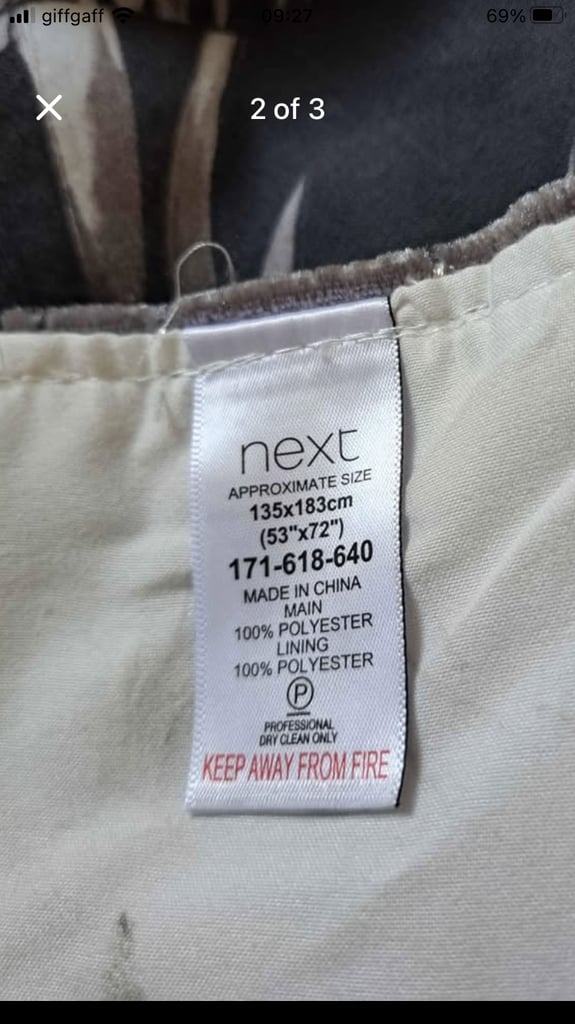 giffgaff 09:27 69%
2 of 3
next
APPROXIMATE SIZE
135x183cm
(53"x72")
171-618-640
MADE IN CHINA
MAIN
100% POLYESTER
LINING
100% POLYESTER
P
PROFESSIONAL
DRY CLEAN ONLY
KEEP AWAY FROM FIRE